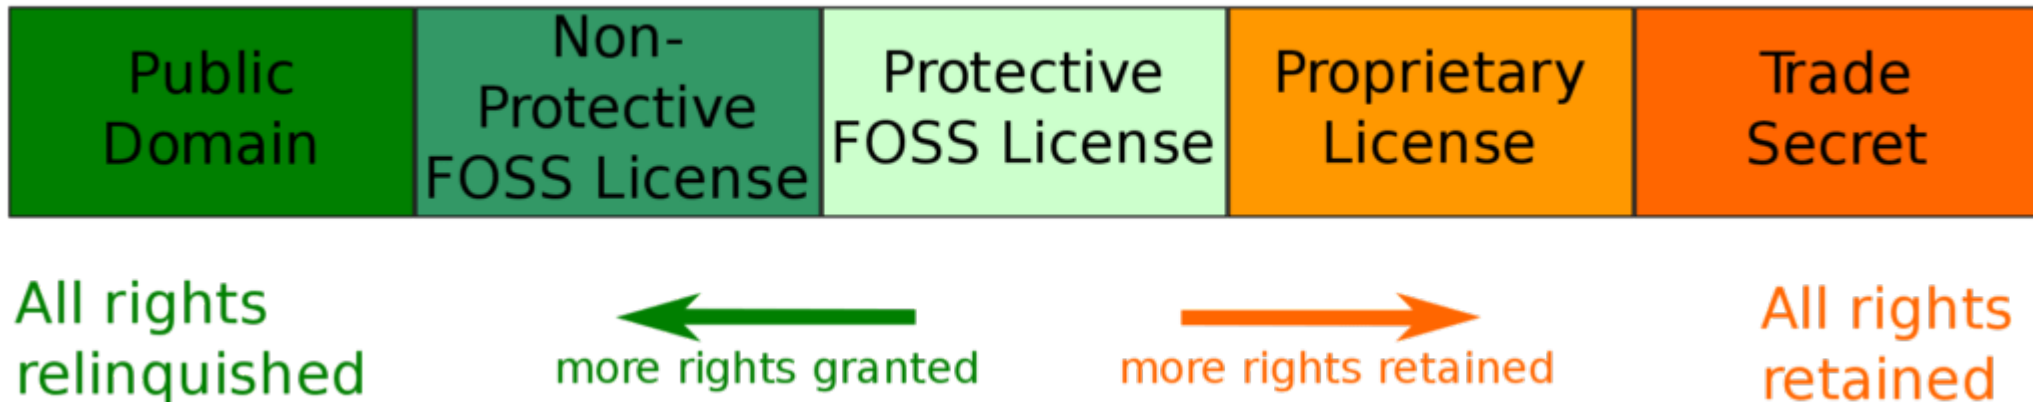 Public
Domain
Non-
Protective
FOSS License
Protective
FOSS License
Proprietary
License
Trade
Secret
All rights
relinquished
more rights granted
more rights retained
All rights
retained